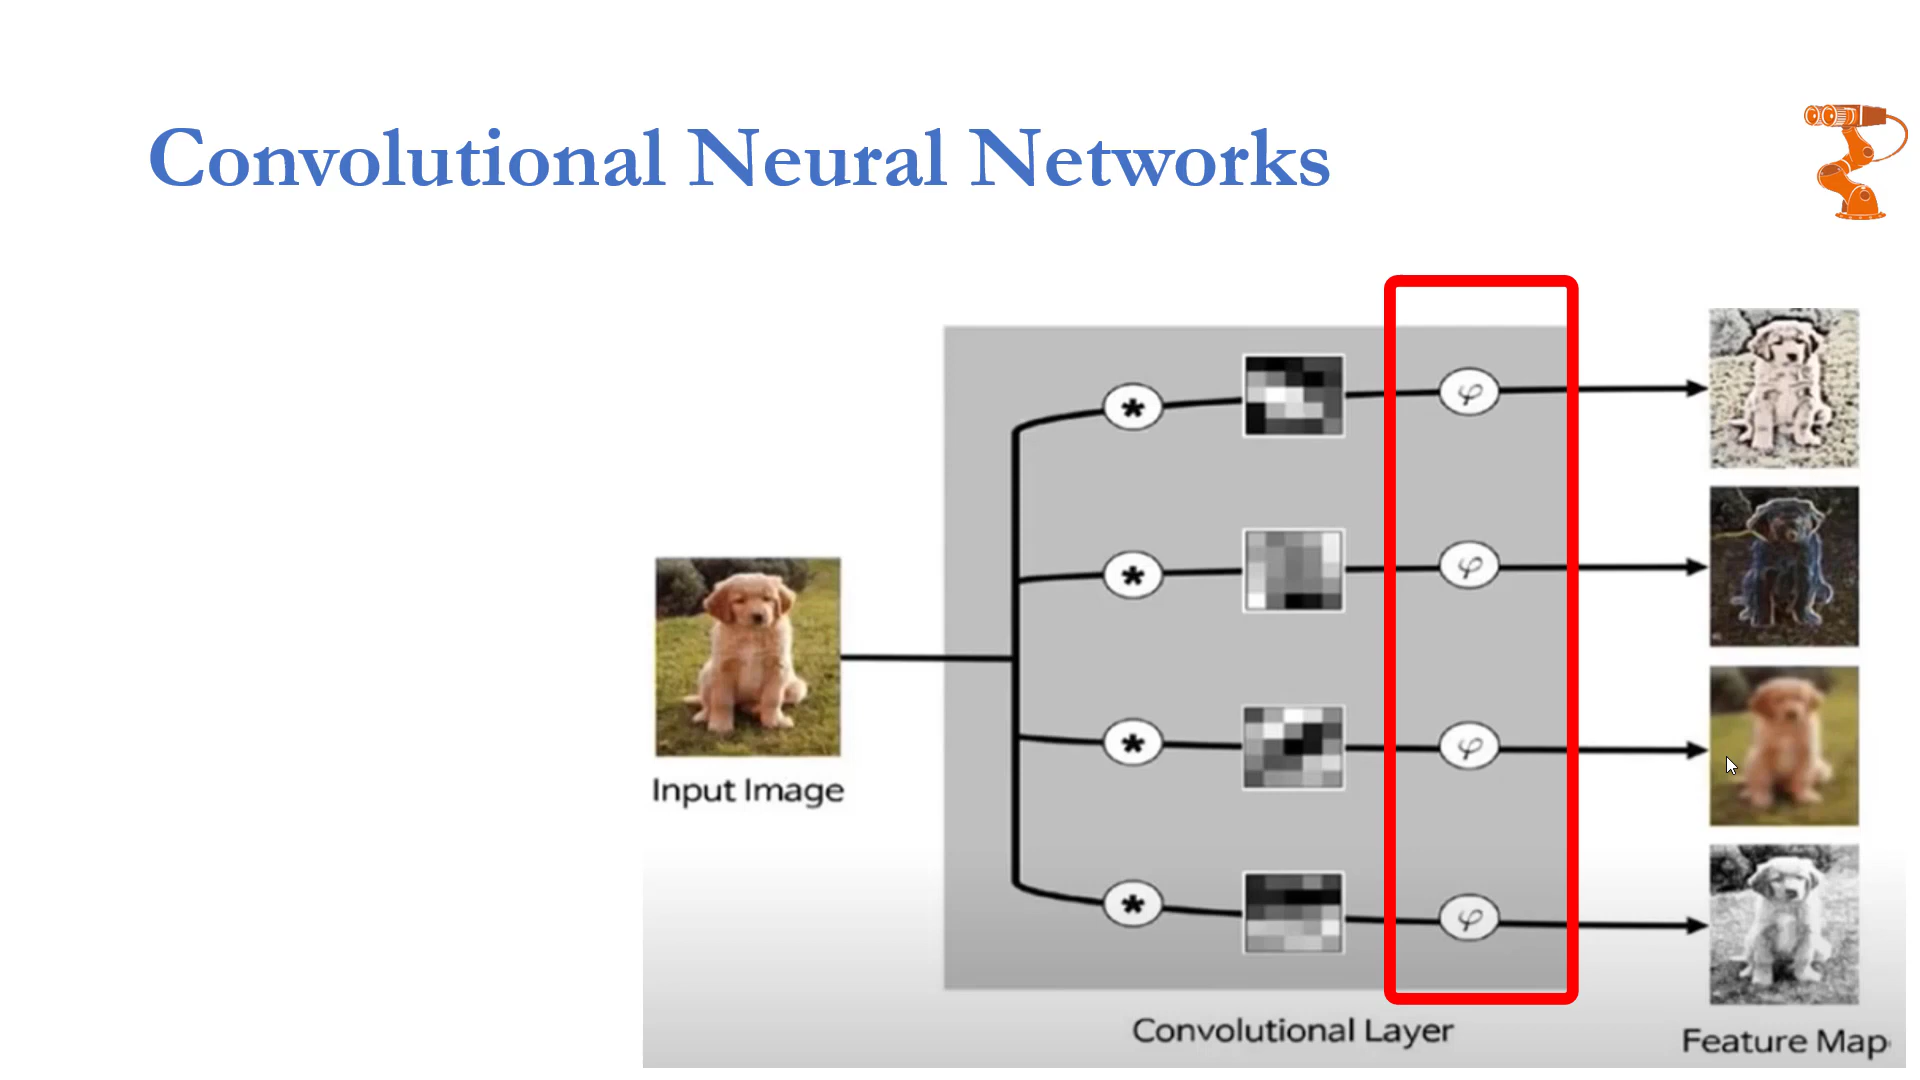 Convolutional Neural Networks
* φ
* φ
* φ
* φ
Input Image
Convolutional Layer
Feature Map